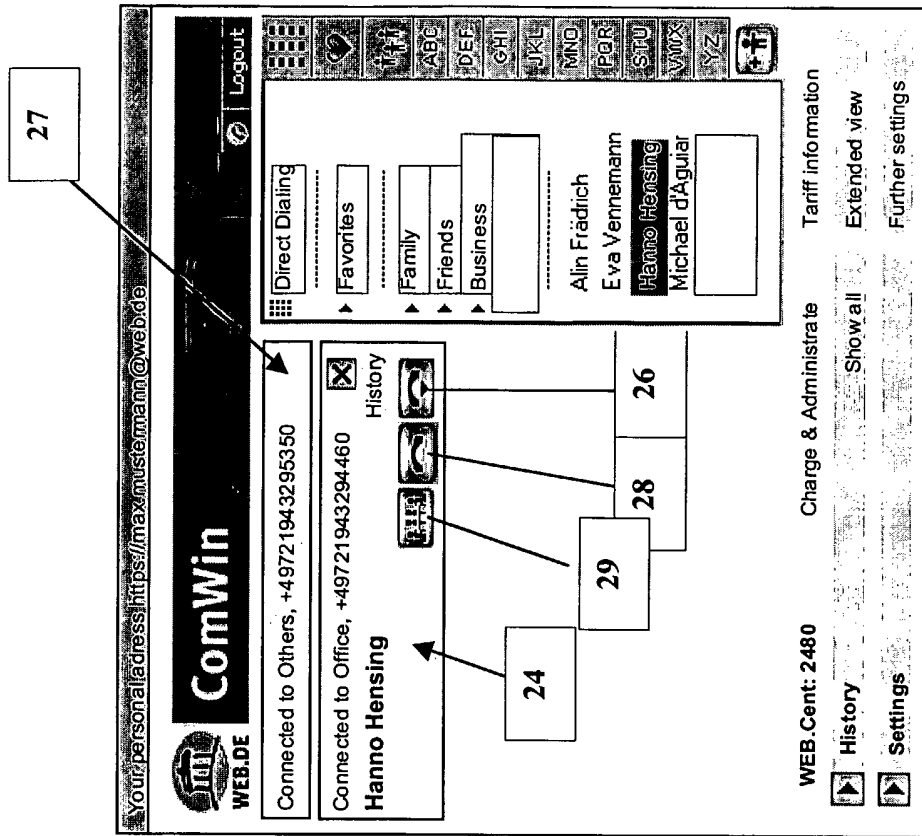 27
Your personal adress: https://max.mustermann@web.de
WEB.DE
ComWin
Logout
Connected to Others, +49721943295350
Connected to Office, +49721943294460
Hanno Hensing
History
Direct Dialing
Favorites
Family
Friends
Business
Alin Frädrich
Eva Vennemann
Hanno Hensing
Michael d'Aguiar
ABC
DEF
GHI
JKL
MNO
PQR
STU
VWX
YZ
24
29
28
26
WEB.Cent: 2480
Charge & Administrate
Tariff information
History
Show all
Extended view
Settings
Further settings